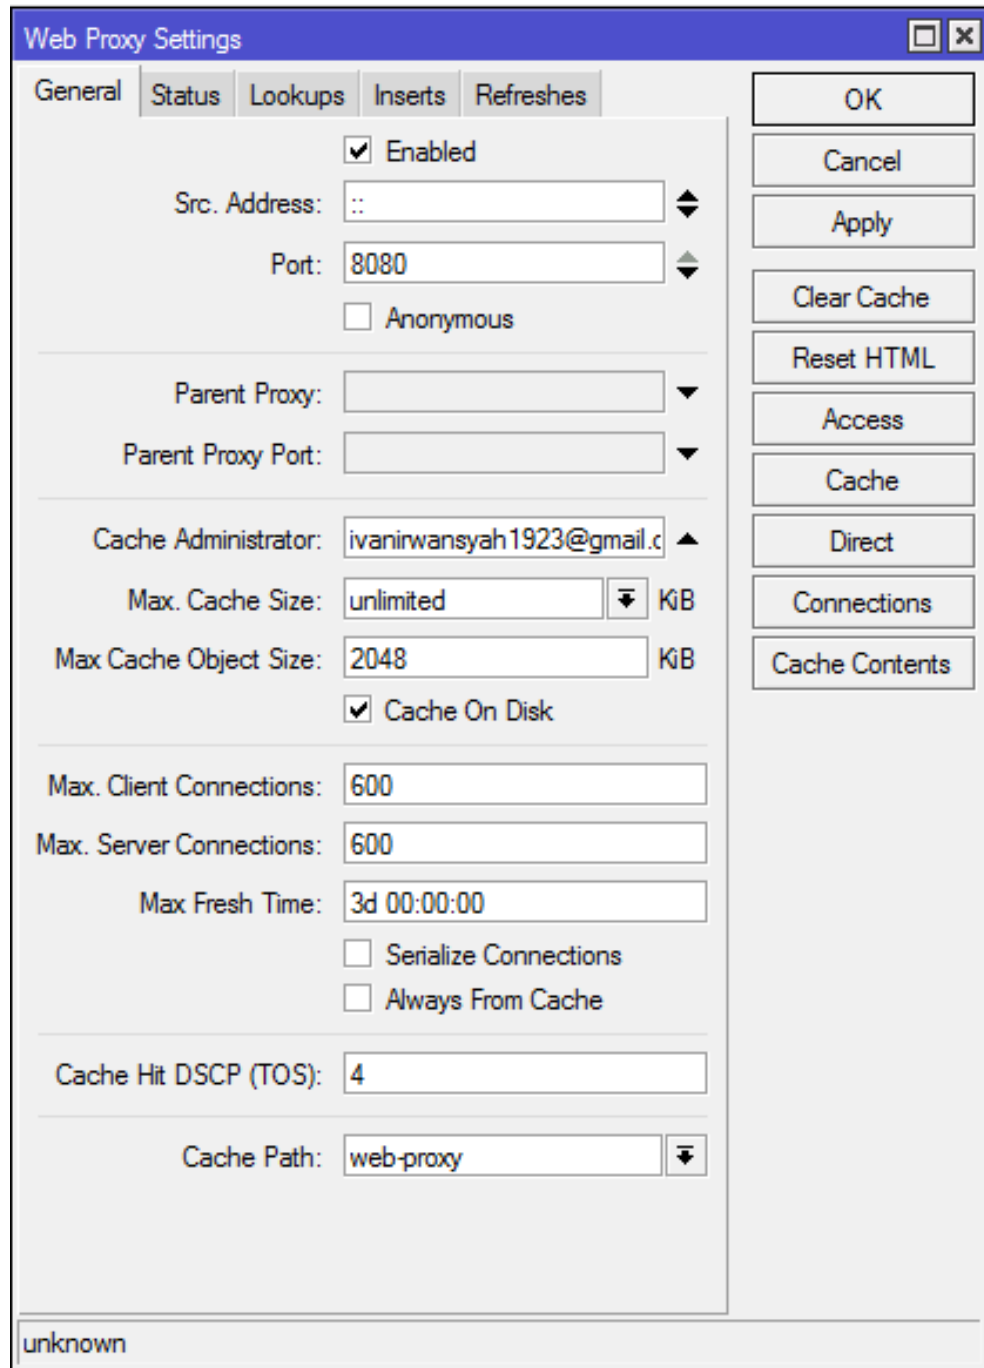 Web Proxy Settings
General Status Lookups Inserts Refreshes
Enabled
Src. Address: ::
Port: 8080
Anonymous
Parent Proxy:
Parent Proxy Port:
Cache Administrator: ivanirwansyah1923@gmail.c
Max. Cache Size: unlimited KiB
Max Cache Object Size: 2048 KiB
Cache On Disk
Max. Client Connections: 600
Max. Server Connections: 600
Max Fresh Time: 3d 00:00:00
Serialize Connections
Always From Cache
Cache Hit DSCP (TOS): 4
Cache Path: web-proxy
OK
Cancel
Apply
Clear Cache
Reset HTML
Access
Cache
Direct
Connections
Cache Contents
unknown